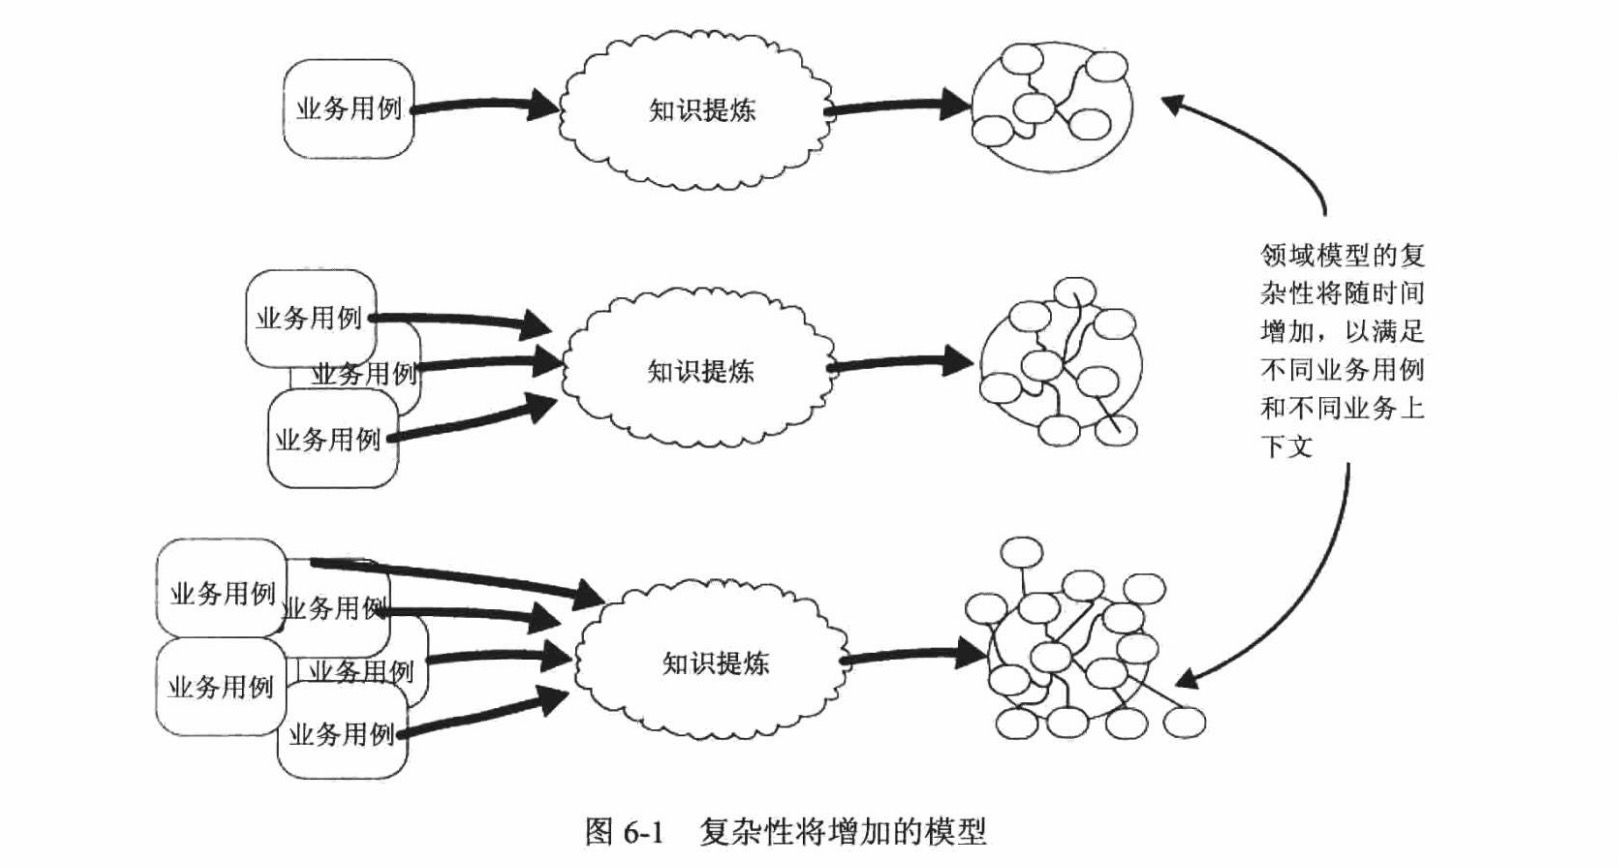 业务用例
知识提炼
领域模型的复
杂性将随时间
增加，以满足
不同业务用例
和不同业务上
下文
业务用例
业务用例
业务用例
知识提炼
业务用例
业务用例
业务用例
业务用例
业务用例
知识提炼
图 6-1 复杂性将增加的模型